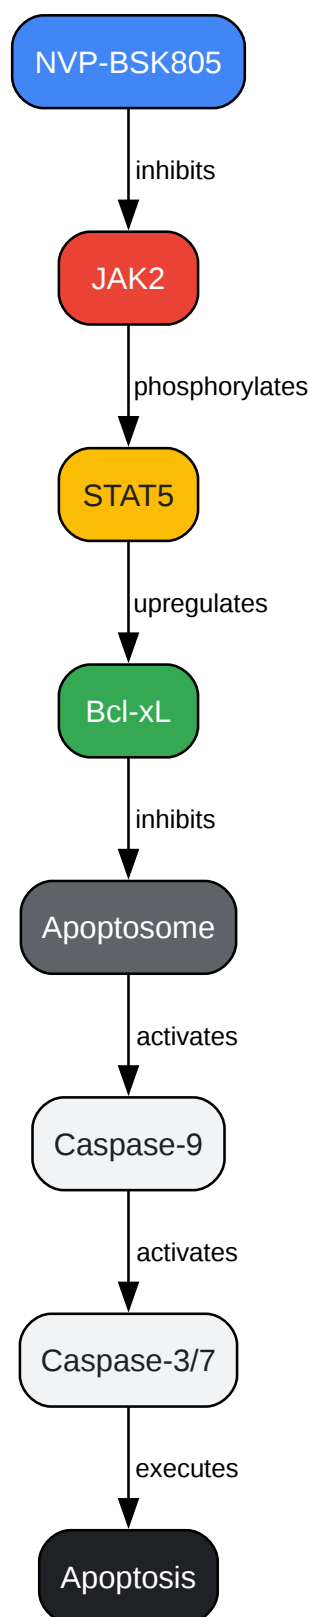 NVP-BSK805
inhibits
JAK2
phosphorylates
STAT5
upregulates
Bcl-xL
inhibits
Apoptosome
activates
Caspase-9
activates
Caspase-3/7
executes
Apoptosis